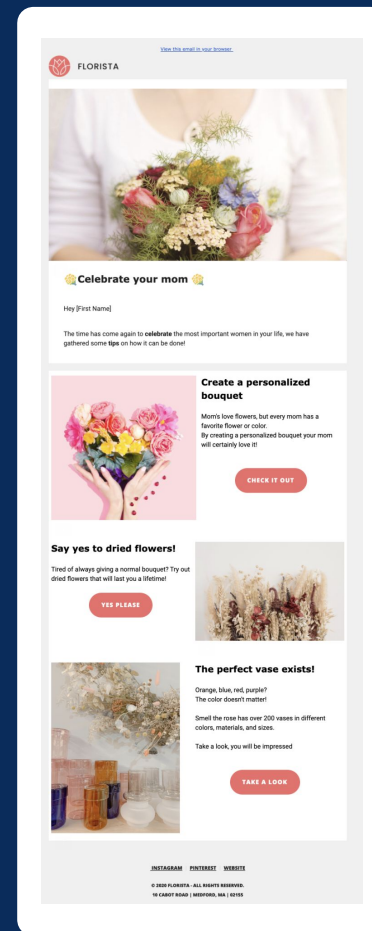 View this email in your browser.
FLORISTA
💐Celebrate your mom 💐
Hey [First Name]
The time has come again to celebrate the most important women in your life, we have
gathered some tips on how it can be done!
Create a personalized
bouquet
Mom's love flowers, but every mom has a
favorite flower or color.
By creating a personalized bouquet your mom
will certainly love it!
CHECK IT OUT
Say yes to dried flowers!
Tired of always giving a normal bouquet? Try out
dried flowers that will last you a lifetime!
YES PLEASE
The perfect vase exists!
Orange, blue, red, purple?
The color doesn't matter!
Smell the rose has over 200 vases in different
colors, materials, and sizes.
Take a look, you will be impressed
TAKE A LOOK
INSTAGRAM PINTEREST WEBSITE
© 2020 FLORISTA - ALL RIGHTS RESERVED.
10 CABOT ROAD | MEDFORD, MA | 02155